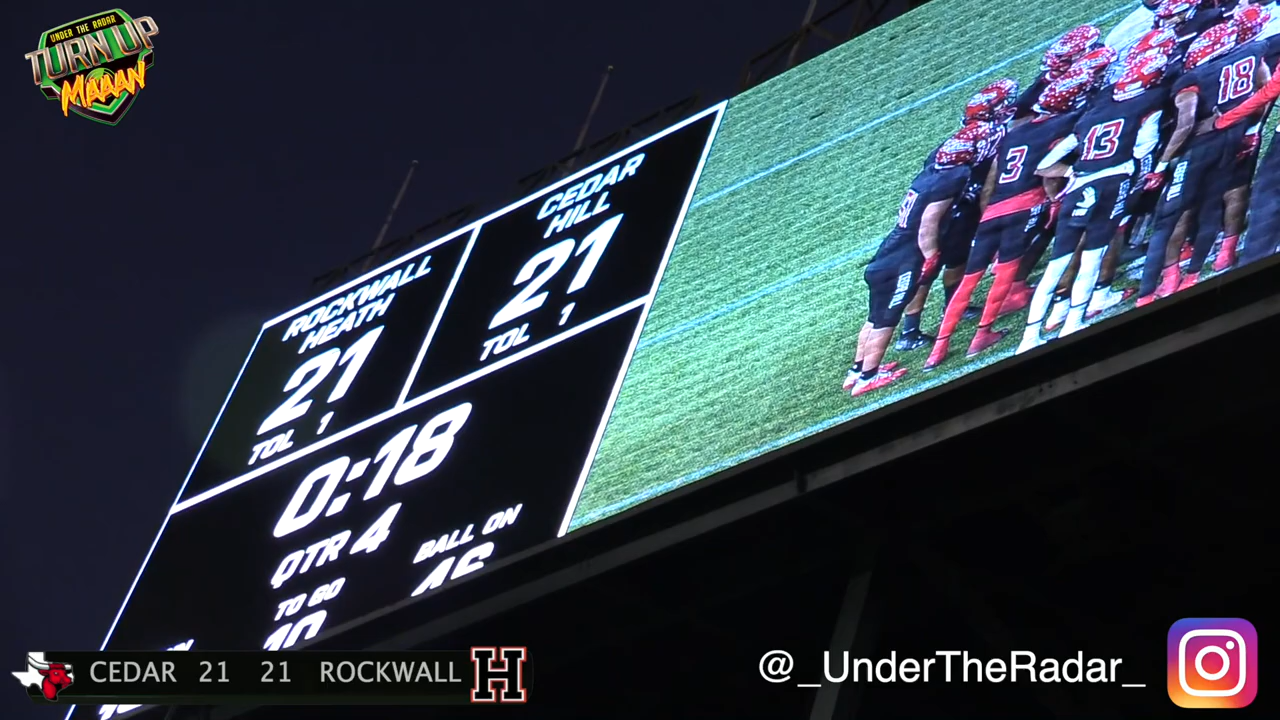 UNDER THE RADAR
TURN UP
MAAAN
ROCKWALL
HEATH
21
TOL 1
CEDAR
HILL
21
TOL 1
0:18
QTR 4
BALL ON
TO GO
10
3
13
18
CEDAR 21 21 ROCKWALL H
@_UnderTheRadar_